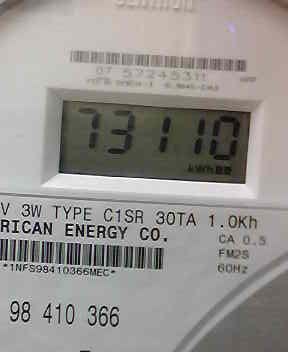 CENTRON
07 57245311
73110
kWh
V 3W TYPE C1SR 30TA 1.0Kh
RICAN ENERGY CO.
CA 0.5
FM2S
*1NFS98410366MEC*
60Hz
98 410 366